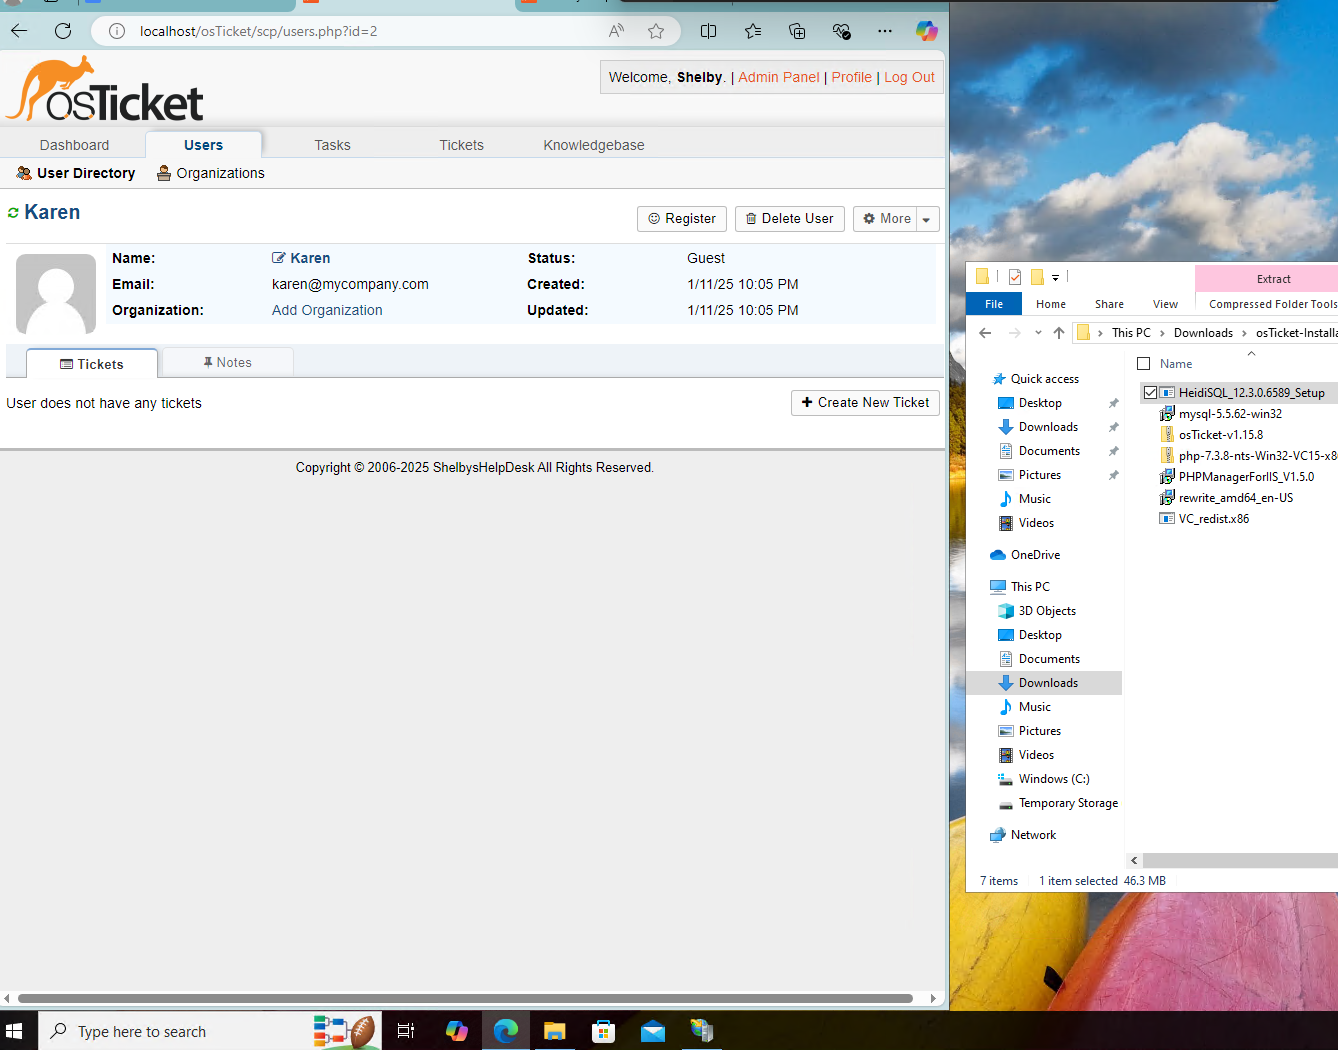 localhost/osTicket/scp/users.php?id=2
osTicket
Welcome, Shelby. | Admin Panel | Profile | Log Out
Dashboard Users Tasks Tickets Knowledgebase
User Directory Organizations
Karen
Register Delete User More
Name: Karen Status: Guest
Email: karen@mycompany.com Created: 1/11/25 10:05 PM
Organization: Add Organization Updated: 1/11/25 10:05 PM
Tickets Notes
User does not have any tickets
Create New Ticket
Copyright © 2006-2025 ShelbysHelpDesk All Rights Reserved.
Extract
File Home Share View Compressed Folder Tools
This PC > Downloads > osTicket-Installa
Name
Quick access
Desktop
Downloads
Documents
Pictures
Music
Videos
OneDrive
This PC
3D Objects
Desktop
Documents
Downloads
Music
Pictures
Videos
Windows (C:)
Temporary Storage
Network
HeidiSQL_12.3.0.6589_Setup
mysql-5.5.62-win32
osTicket-v1.15.8
php-7.3.8-nts-Win32-VC15-x8
PHPManagerForIIS_V1.5.0
rewrite_amd64_en-US
VC_redist.x86
7 items 1 item selected 46.3 MB
Type here to search